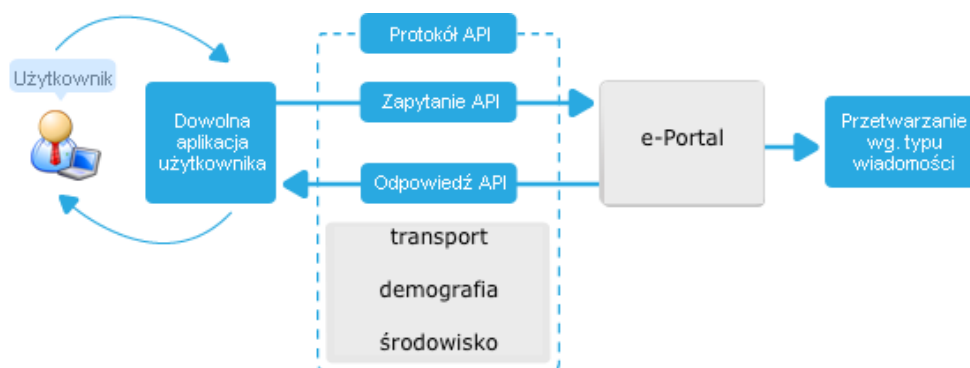 Protokół API
Użytkownik
Dowolna
aplikacja
użytkownika
Zapytanie API
Odpowiedź API
e-Portal
Przetwarzanie
wg. typu
wiadomości
transport
demografia
środowisko